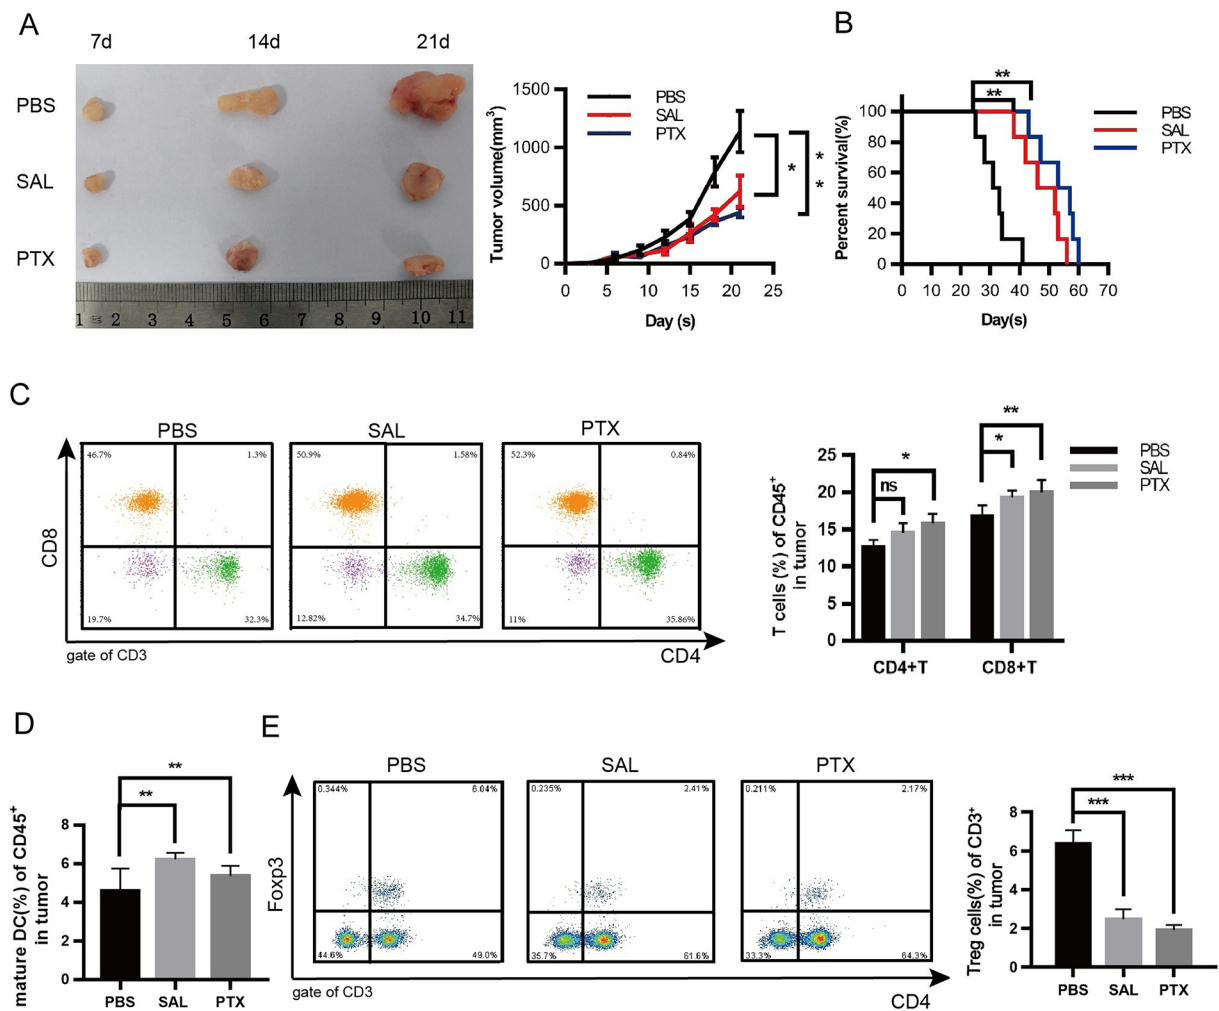 A
7d 14d 21d
PBS
SAL
PTX
1 2 3 4 5 6 7 8 9 10 11
Tumor volume(mm³)
1500
1000
500
0
0 5 10 15 20 25
Day (s)
PBS
SAL
PTX
*
* *
B
** 
**
Percent survival(%)
100
80
60
40
20
0
0 10 20 30 40 50 60 70
Day(s)
PBS
SAL
PTX
C
PBS SAL PTX
CD8
46.7% 1.3% 50.9% 1.58% 52.3% 0.84%
19.7% 32.3% 12.82% 34.7% 11% 35.86%
gate of CD3
CD4
T cells (%) of CD45⁺
in tumor
25
20
15
10
5
0
ns * * **
CD4+T CD8+T
PBS
SAL
PTX
D
mature DC(%) of CD45⁺
in tumor
8
6
4
2
0
**
**
PBS SAL PTX
E
PBS SAL PTX
Foxp3
0.344% 6.04% 0.235% 2.41% 0.211% 2.17%
44.6% 49.0% 35.7% 61.6% 33.3% 64.3%
gate of CD3
CD4
Treg cells(%) of CD3⁺
in tumor
8
6
4
2
0
***
***
PBS SAL PTX